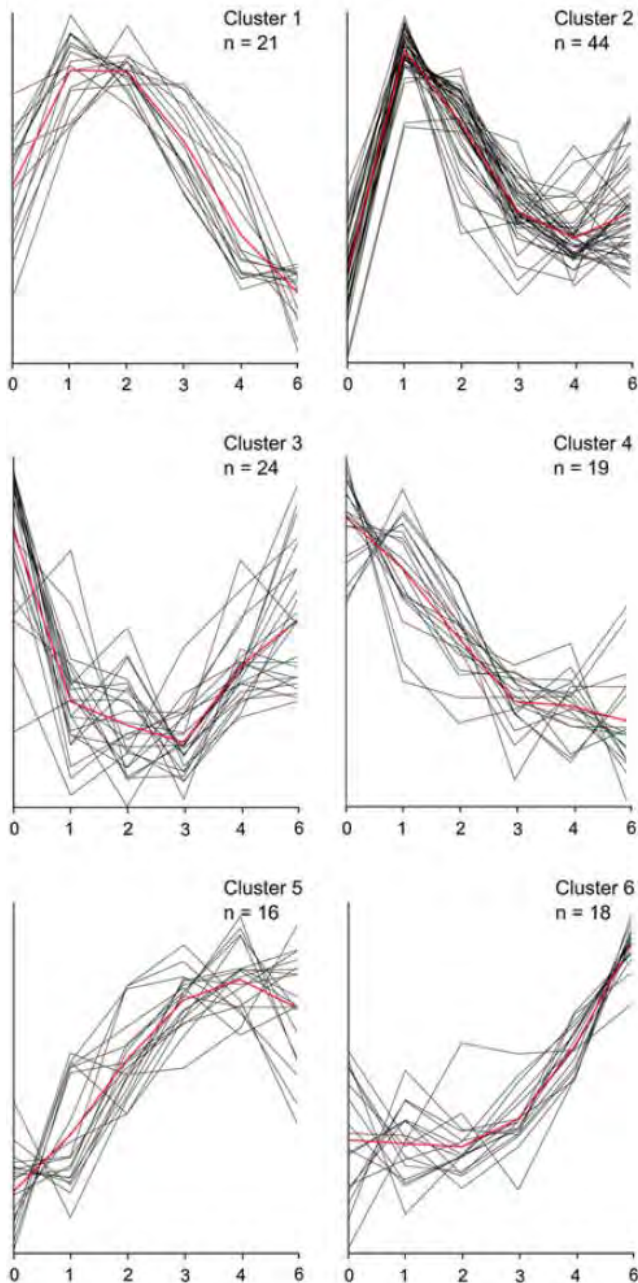 Cluster 1
n = 21
0 1 2 3 4 6
Cluster 2
n = 44
0 1 2 3 4 6
Cluster 3
n = 24
0 1 2 3 4 6
Cluster 4
n = 19
0 1 2 3 4 6
Cluster 5
n = 16
0 1 2 3 4 6
Cluster 6
n = 18
0 1 2 3 4 6